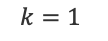 k = 1